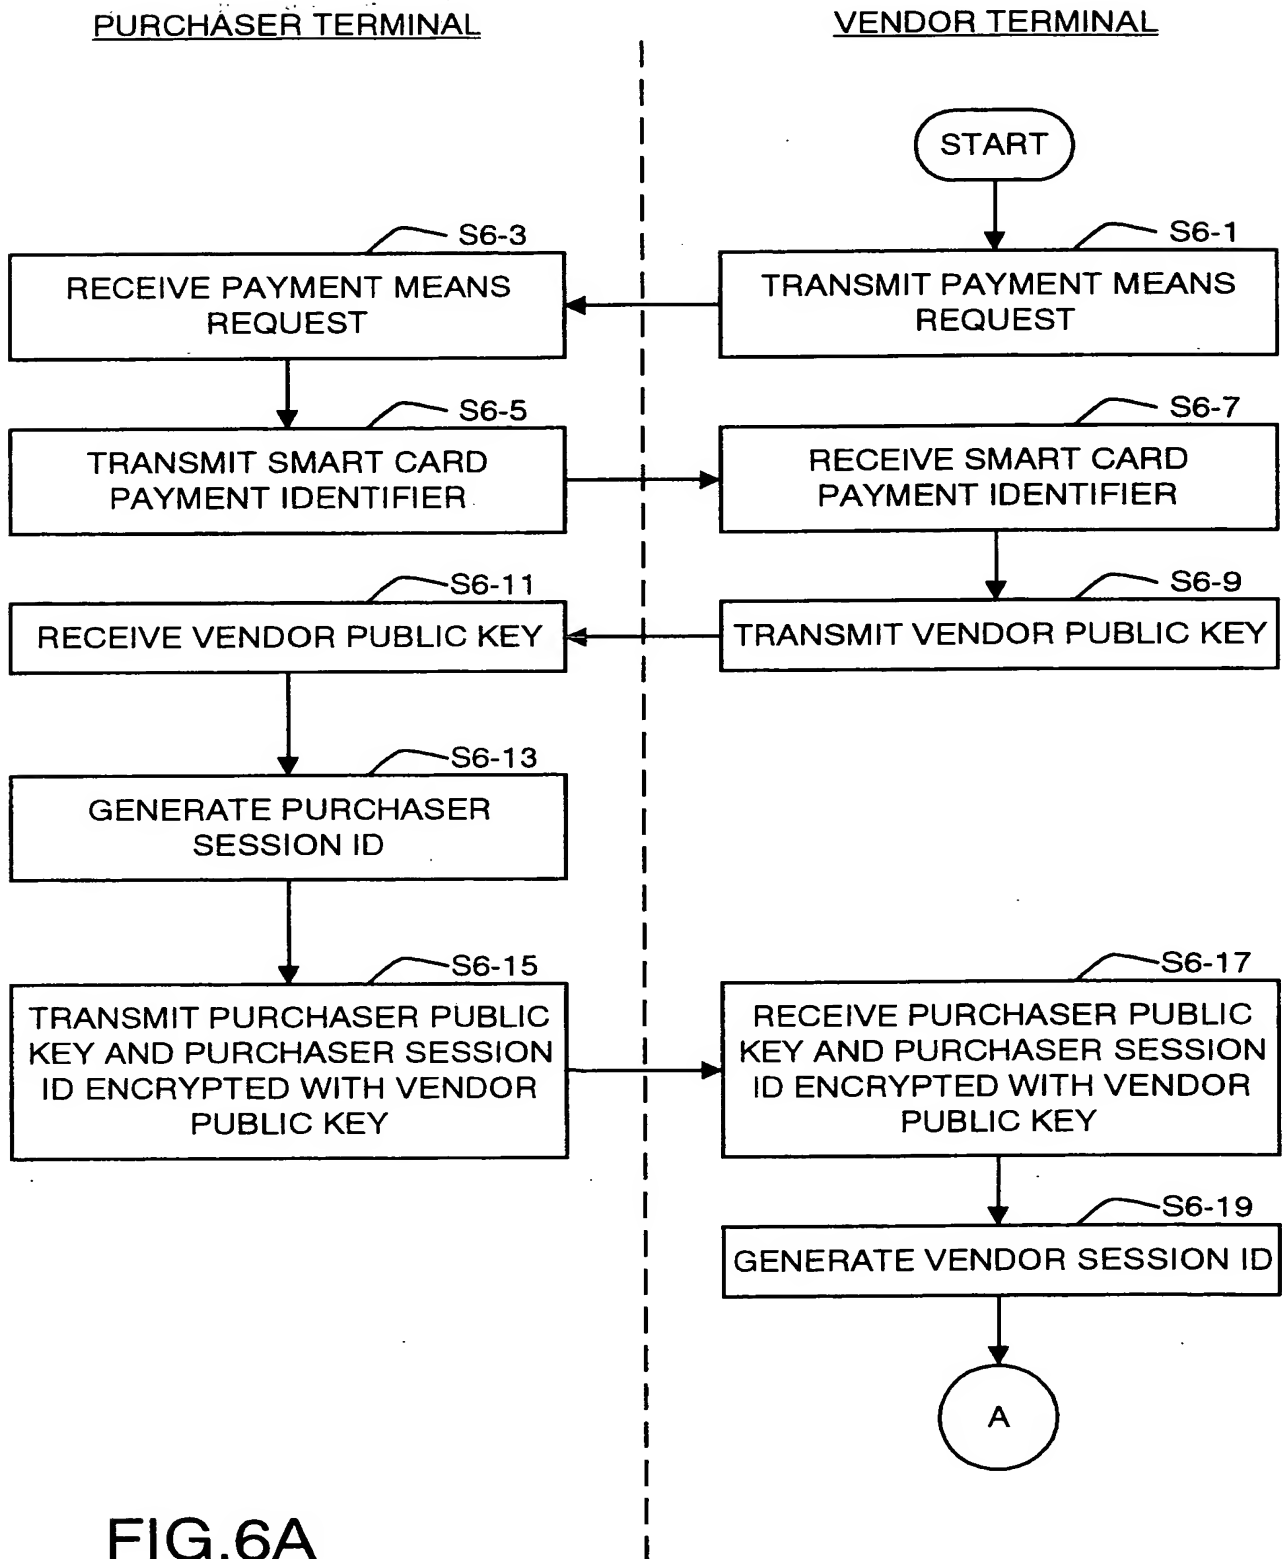 PURCHASER TERMINAL
VENDOR TERMINAL
START
S6-3
S6-1
RECEIVE PAYMENT MEANS
REQUEST
TRANSMIT PAYMENT MEANS
REQUEST
S6-5
S6-7
TRANSMIT SMART CARD
PAYMENT IDENTIFIER
RECEIVE SMART CARD
PAYMENT IDENTIFIER
S6-11
S6-9
RECEIVE VENDOR PUBLIC KEY
TRANSMIT VENDOR PUBLIC KEY
S6-13
GENERATE PURCHASER
SESSION ID
S6-15
S6-17
TRANSMIT PURCHASER PUBLIC
KEY AND PURCHASER SESSION
ID ENCRYPTED WITH VENDOR
PUBLIC KEY
RECEIVE PURCHASER PUBLIC
KEY AND PURCHASER SESSION
ID ENCRYPTED WITH VENDOR
PUBLIC KEY
S6-19
GENERATE VENDOR SESSION ID
A
FIG.6A